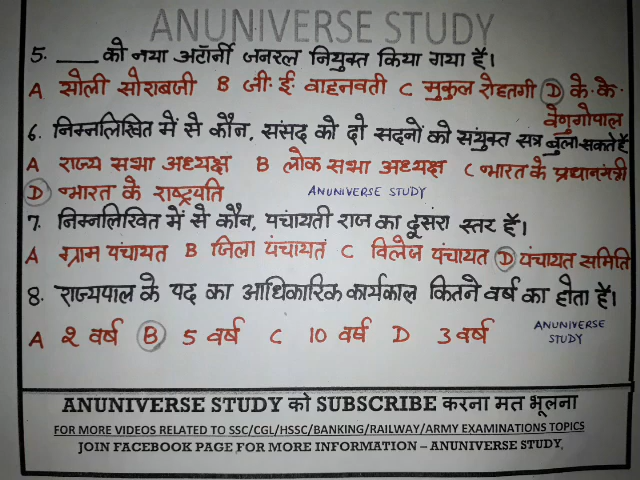 ANUNIVERSE STUDY
5. ___ को नया अटॉर्नी जनरल नियुक्त किया गया है।
A सोली सोराबजी B जी. ई. वाहनवती C मुकुल रोहतगी D के. के.
वेणुगोपाल
6. निम्नलिखित में से कौन, संसद की दो सदनों को संयुक्त सत्र बुला सकते हैं
A राज्य सभा अध्यक्ष B लोक सभा अध्यक्ष C भारत के प्रधानमंत्री
D भारत के राष्ट्रपति ANUNIVERSE STUDY
7. निम्नलिखित में से कौन, पंचायती राज का दूसरा स्तर है।
A ग्राम पंचायत B जिला पंचायत C विलेज पंचायत D पंचायत समिति
8. राज्यपाल के पद का आधिकारिक कार्यकाल कितने वर्ष का होता है।
A 2 वर्ष B 5 वर्ष C 10 वर्ष D 3 वर्ष ANUNIVERSE
STUDY
ANUNIVERSE STUDY को SUBSCRIBE करना मत भूलना
FOR MORE VIDEOS RELATED TO SSC/CGL/HSSC/BANKING/RAILWAY/ARMY EXAMINATIONS TOPICS
JOIN FACEBOOK PAGE FOR MORE INFORMATION – ANUNIVERSE STUDY,